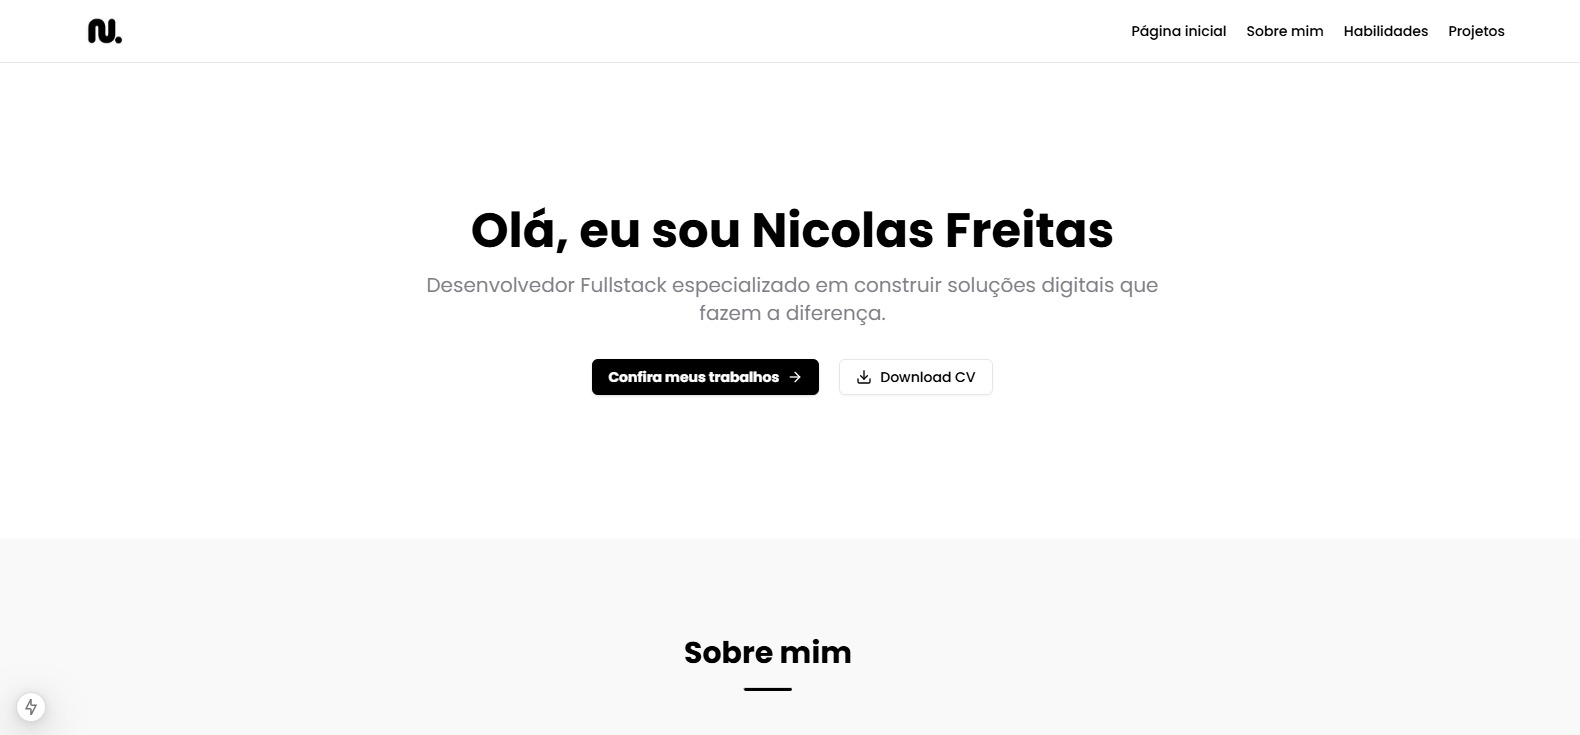 N.
Página inicial Sobre mim Habilidades Projetos
Olá, eu sou Nicolas Freitas
Desenvolvedor Fullstack especializado em construir soluções digitais que
fazem a diferença.
Confira meus trabalhos Download CV
Sobre mim